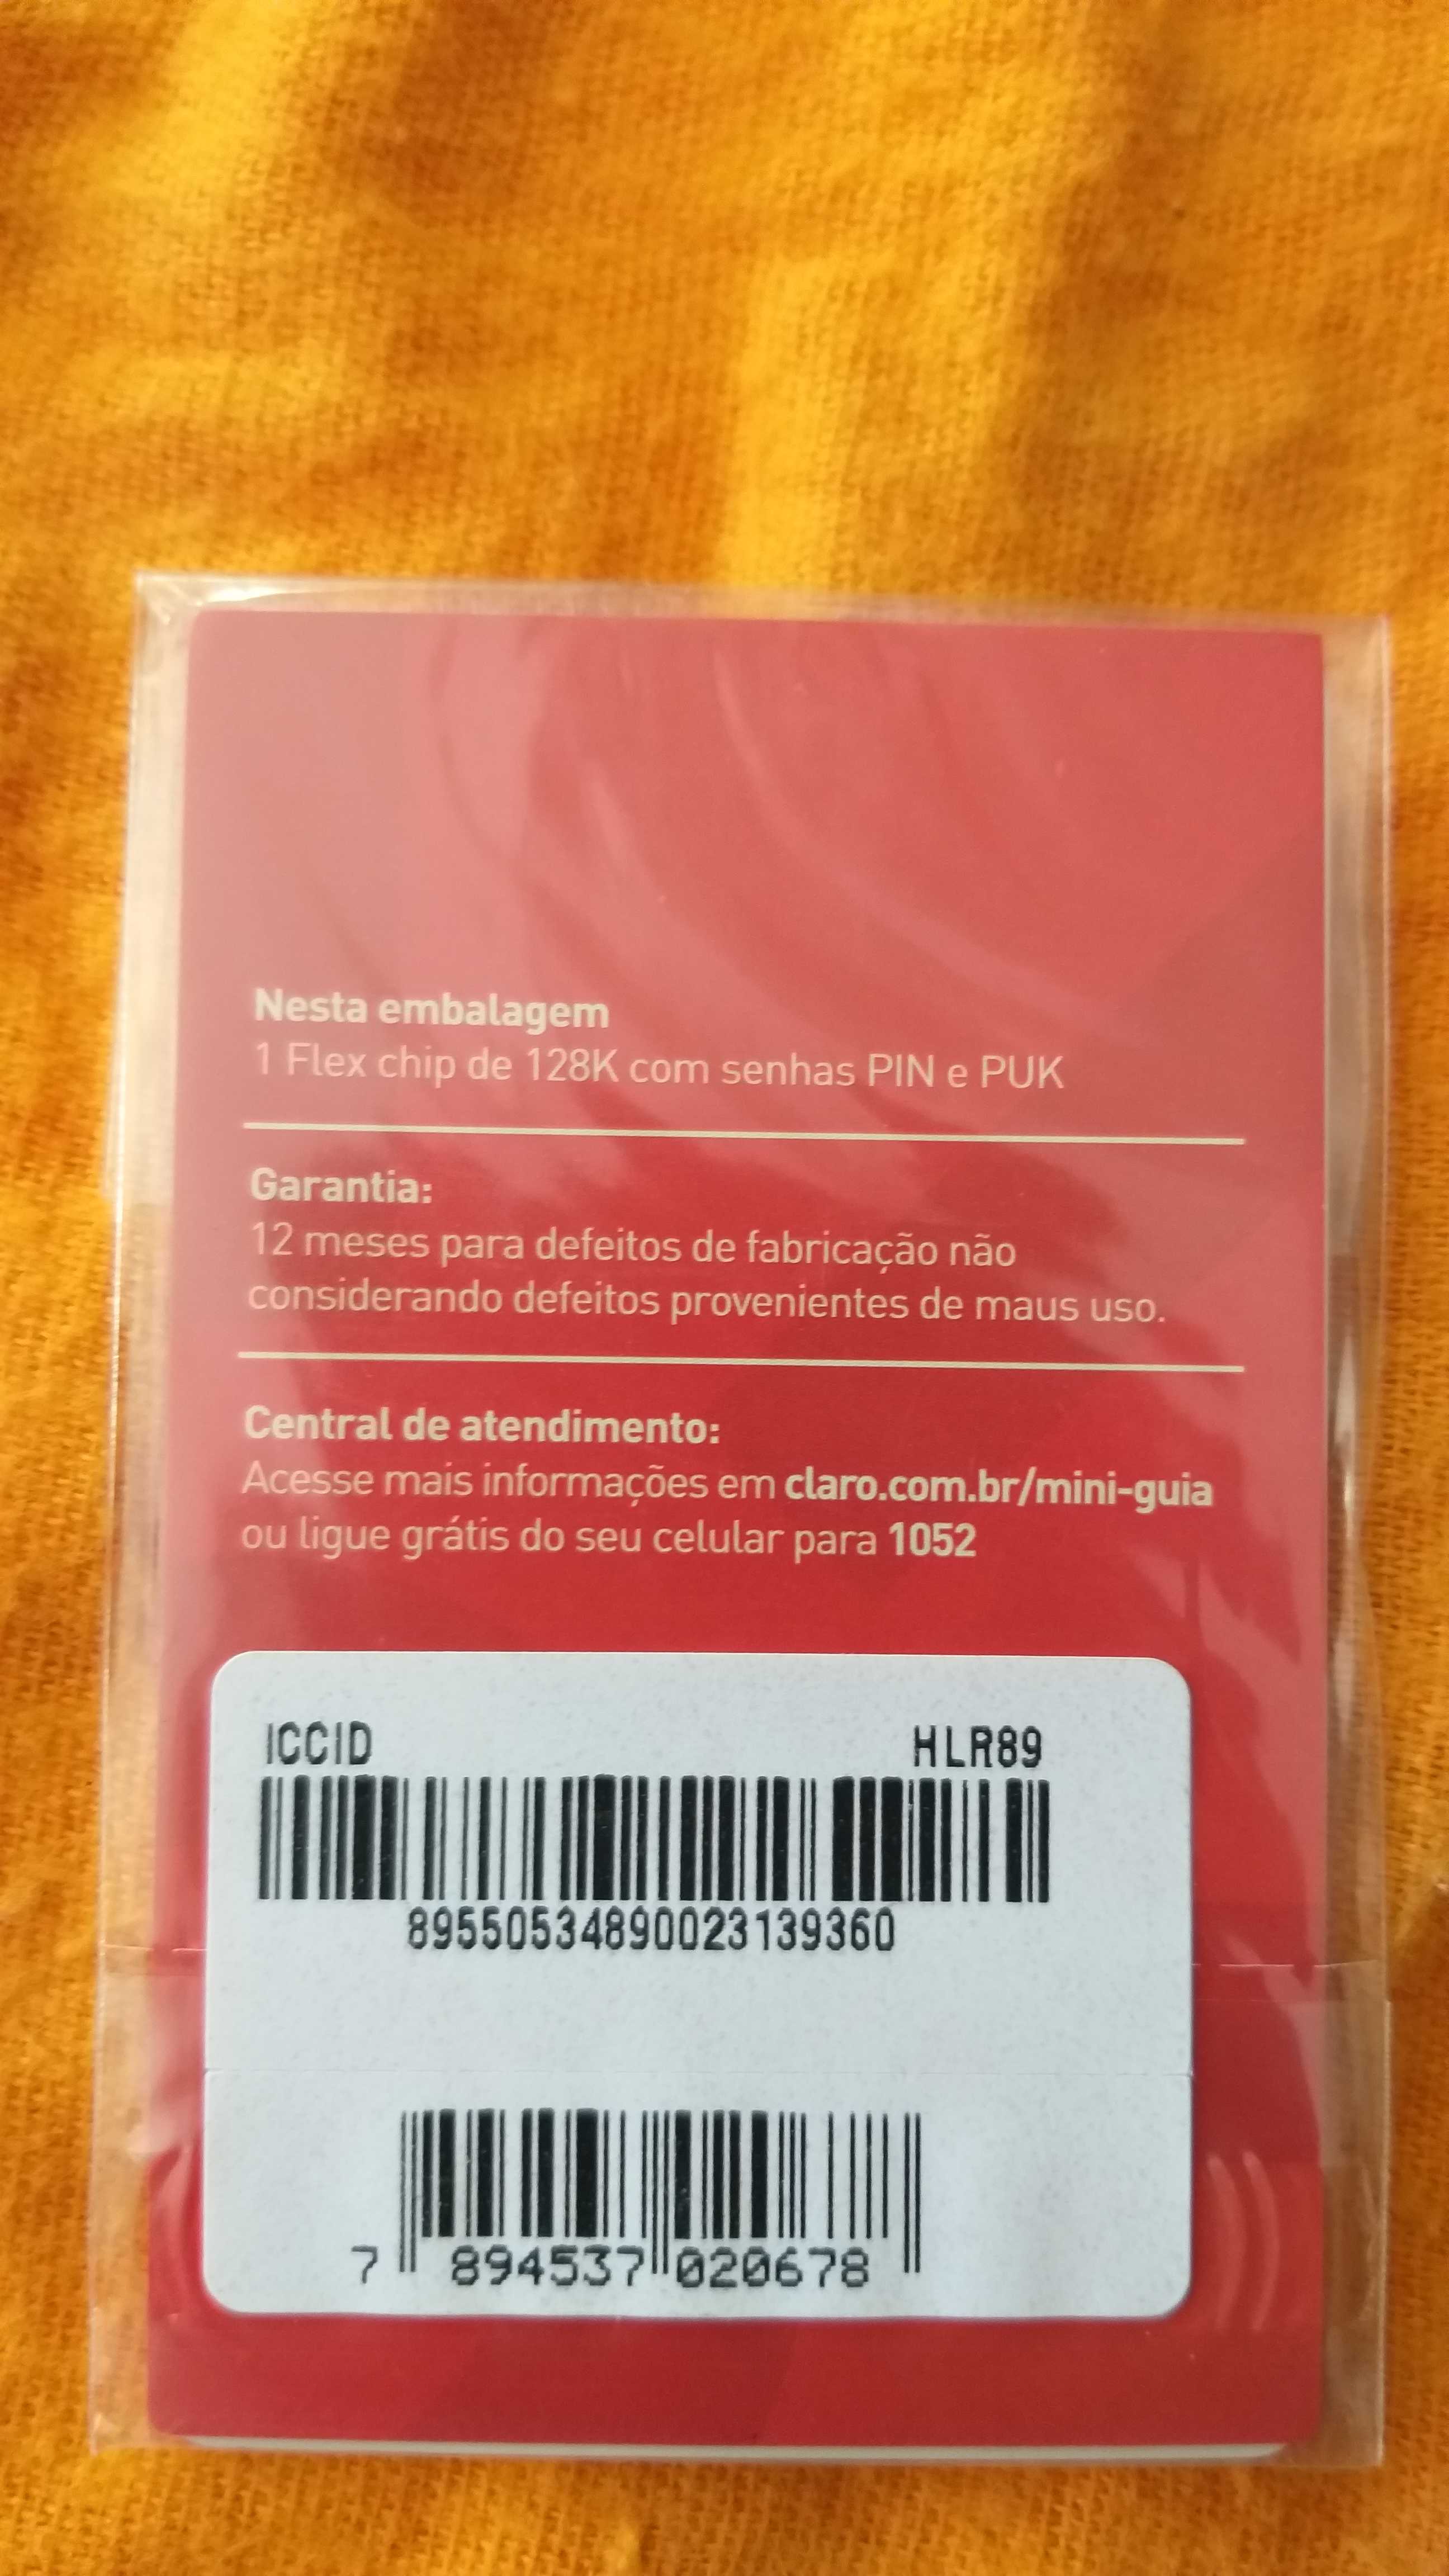 Nesta embalagem
1 Flex chip de 128K com senhas PIN e PUK
Garantia:
12 meses para defeitos de fabricação não
considerando defeitos provenientes de maus uso.
Central de atendimento:
Acesse mais informações em claro.com.br/mini-guia
ou ligue grátis do seu celular para 1052
ICCID HLR89
89550534890023139360
7 894537 020678